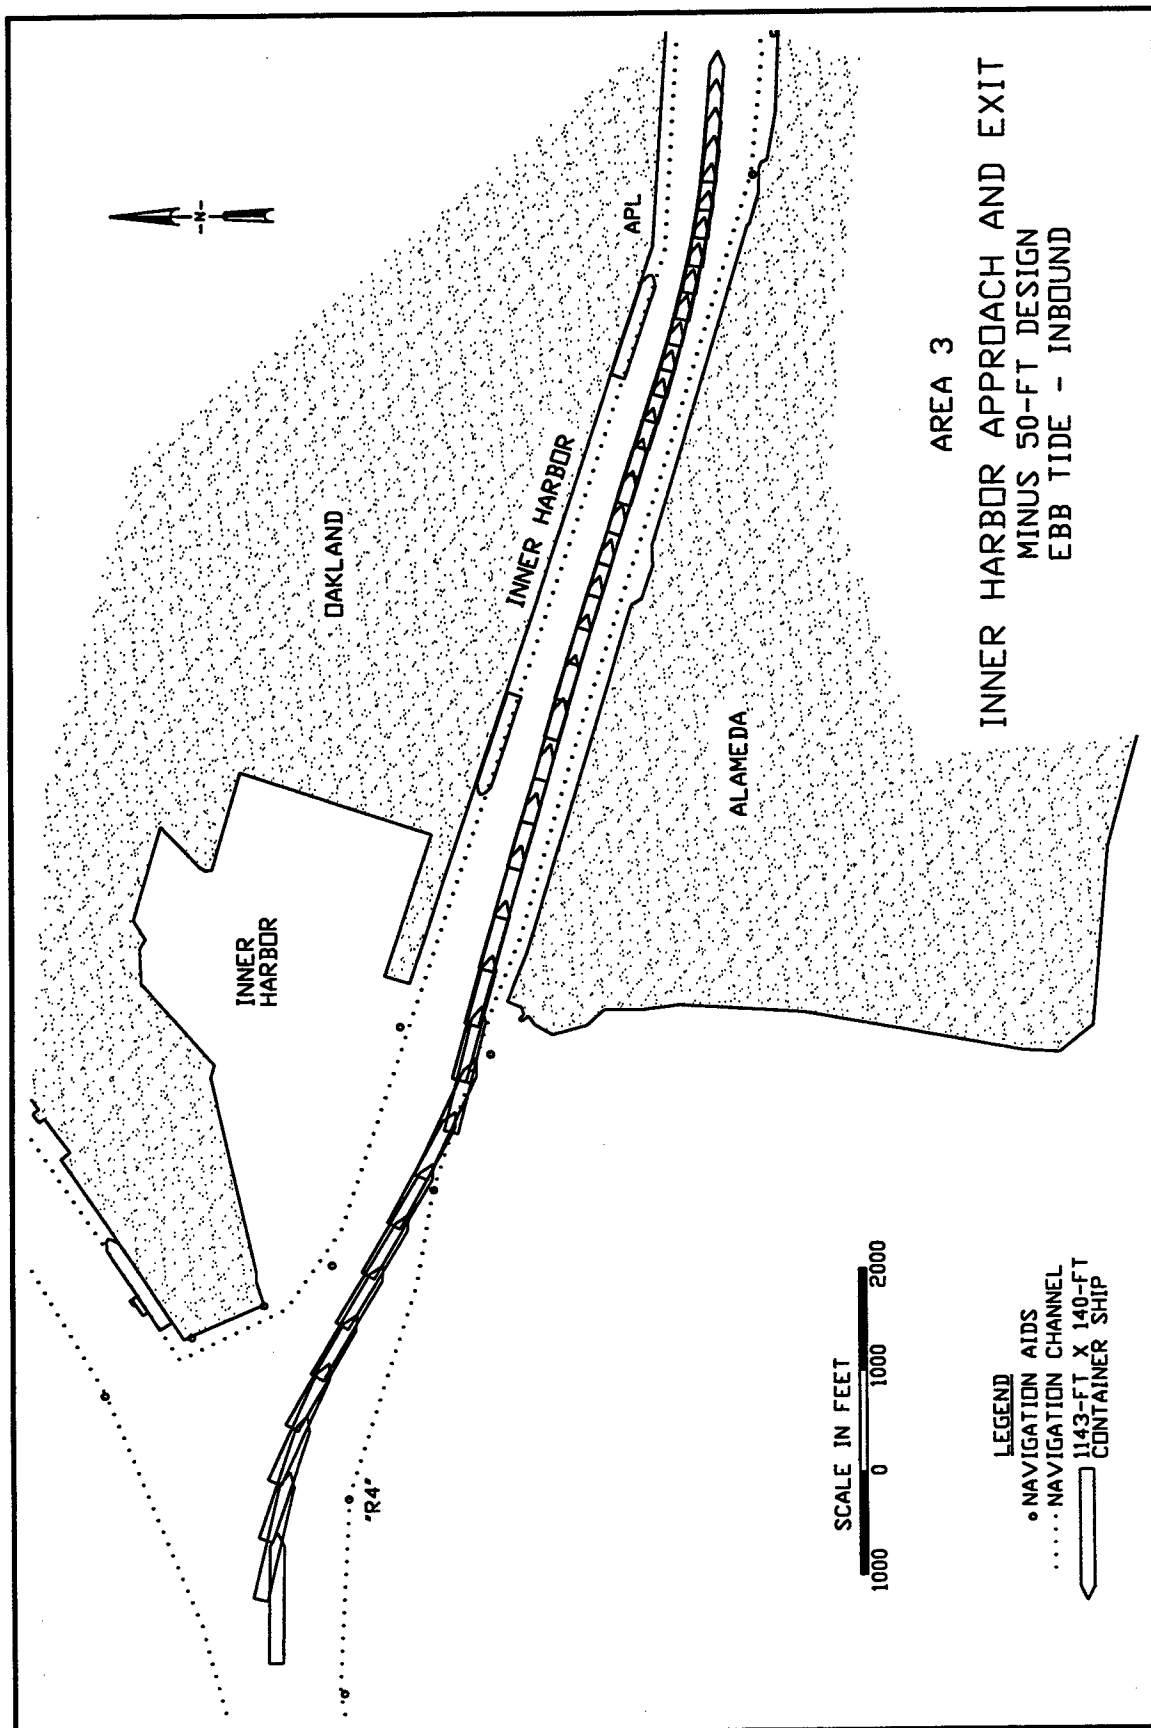 -N-
APL
OAKLAND
INNER HARBOR
INNER
HARBOR
ALAMEDA
"R4"
AREA 3
INNER HARBOR APPROACH AND EXIT
MINUS 50-FT DESIGN
EBB TIDE - INBOUND
SCALE IN FEET
1000 0 1000 2000
LEGEND
NAVIGATION AIDS
NAVIGATION CHANNEL
1143-FT X 140-FT
CONTAINER SHIP